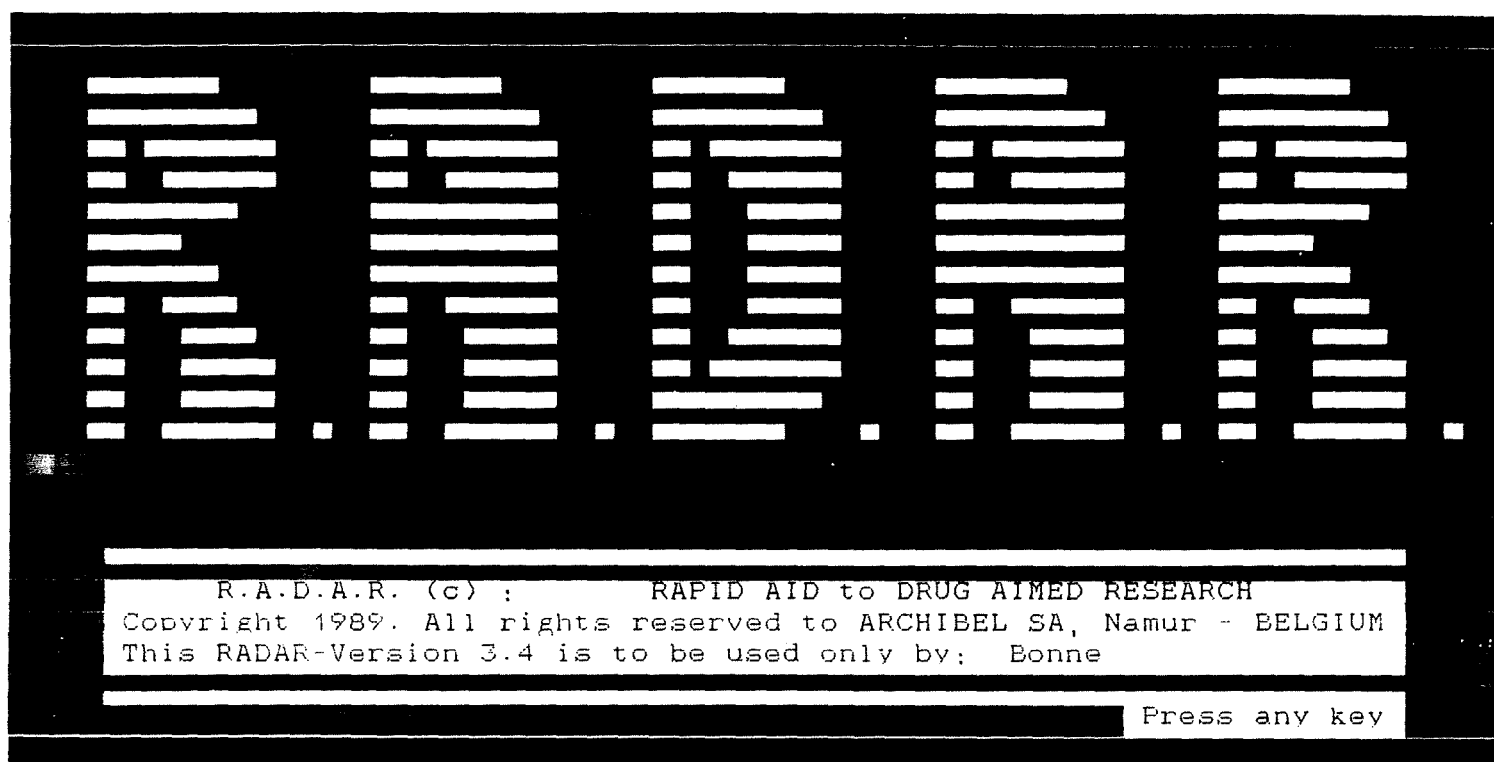 R.A.D.A.R.
R.A.D.A.R. (c) : RAPID AID to DRUG AIMED RESEARCH
Copyright 1989. All rights reserved to ARCHIBEL SA, Namur - BELGIUM
This RADAR-Version 3.4 is to be used only by: Bonne
Press any key